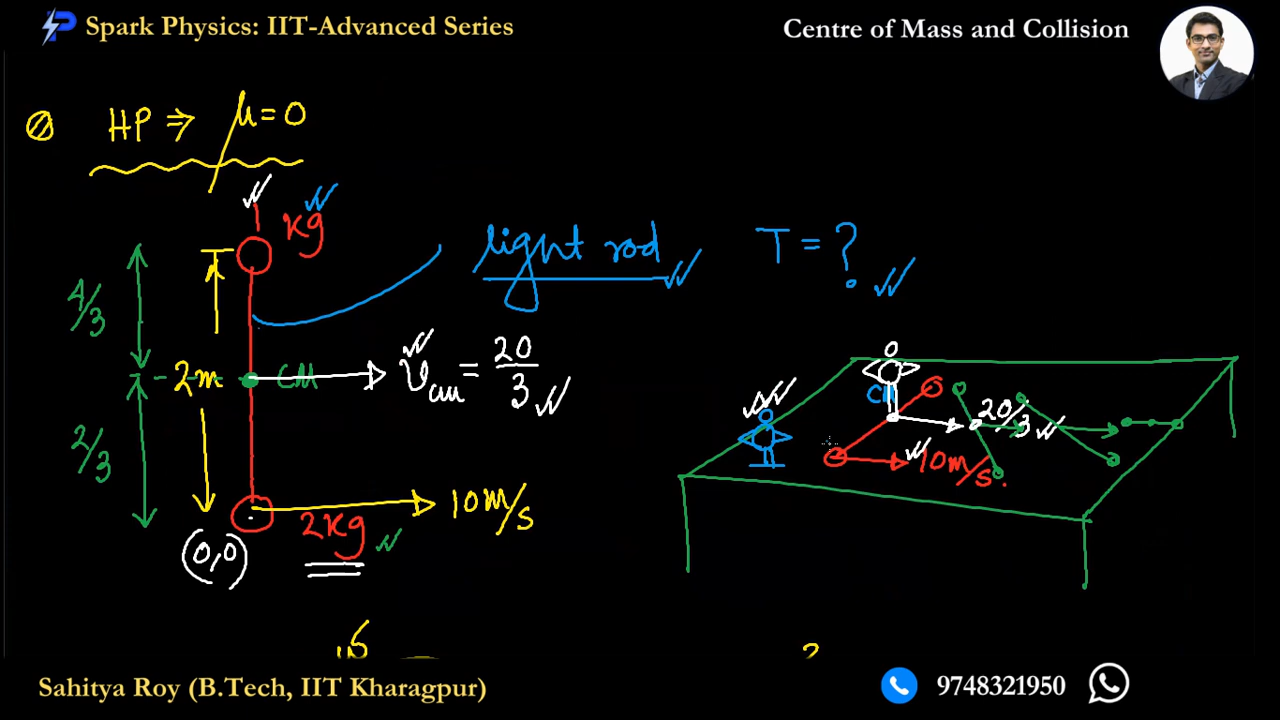 Spark Physics: IIT-Advanced Series
Centre of Mass and Collision
HP ⇒ μ = 0
1 Kg
light rod
T = ?
4/3
2m
CM
Vcm = 20/3
2/3
10 m/s
2 Kg
(0,0)
CM
20/3
10 m/s.
Sahitya Roy (B.Tech, IIT Kharagpur)
9748321950